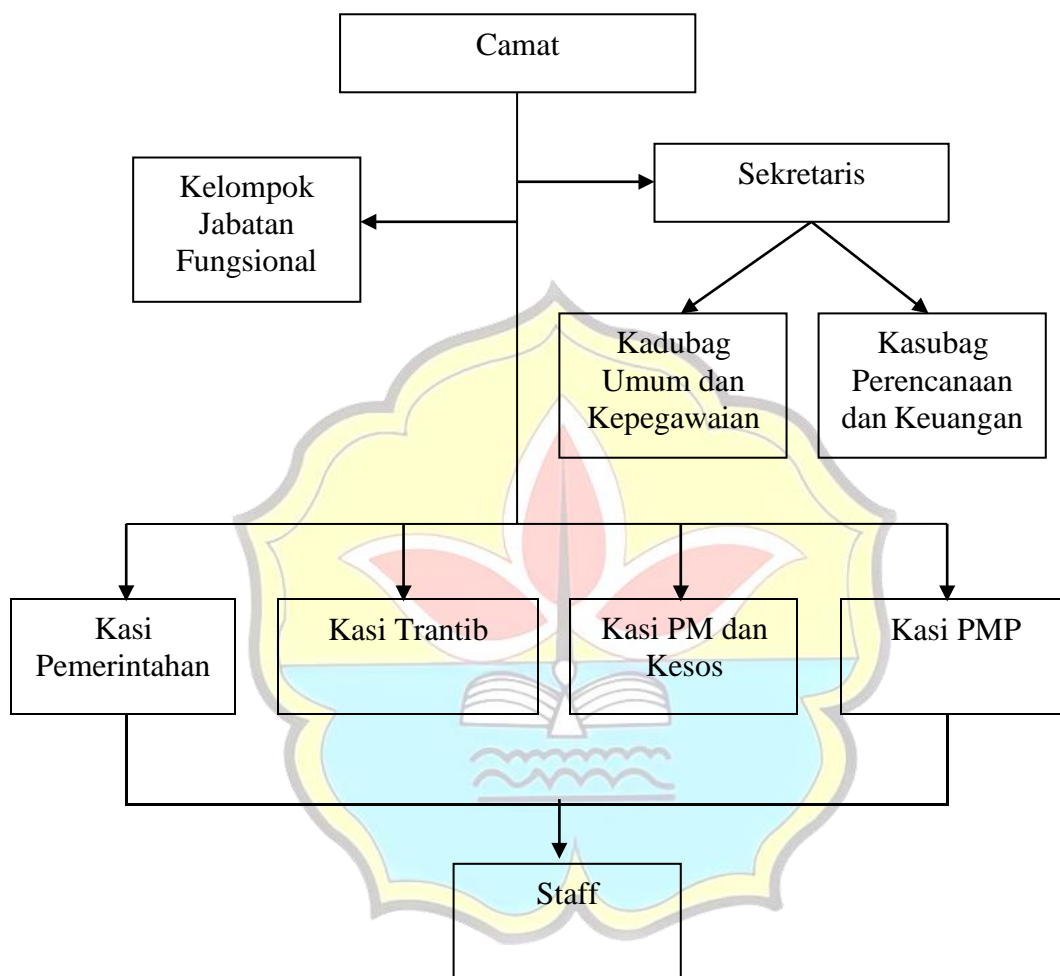 Camat
Kelompok
Jabatan
Fungsional
Sekretaris
Kadubag
Umum dan
Kepegawaian
Kasubag
Perencanaan
dan Keuangan
Kasi
Pemerintahan
Kasi Trantib
Kasi PM dan
Kesos
Kasi PMP
Staff